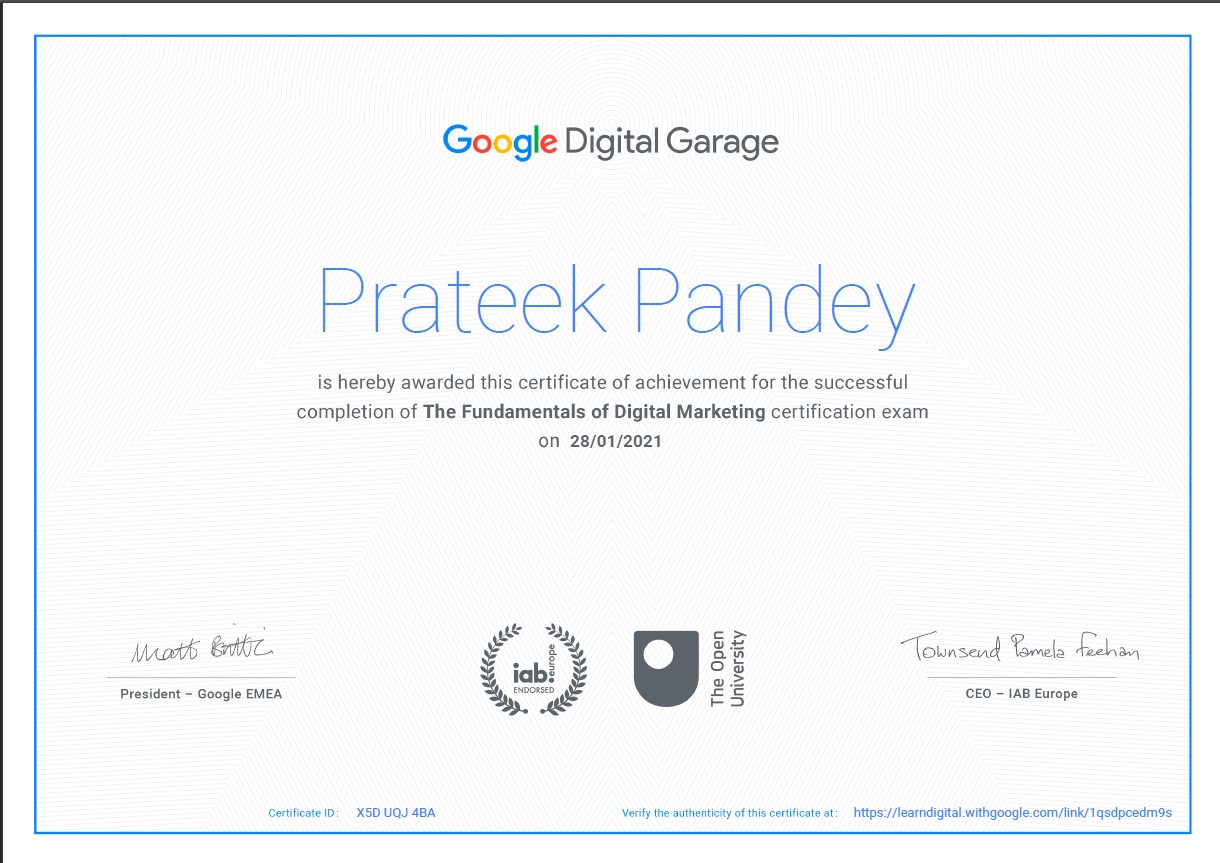 Google Digital Garage
Prateek Pandey
is hereby awarded this certificate of achievement for the successful
completion of The Fundamentals of Digital Marketing certification exam
on 28/01/2021
Matt Brittin
President – Google EMEA
iab europe
ENDORSED
The Open
University
Townsend Pamela Feehan
CEO – IAB Europe
Certificate ID: X5D UQJ 4BA
Verify the authenticity of this certificate at: https://learndigital.withgoogle.com/link/1qsdpcedm9s